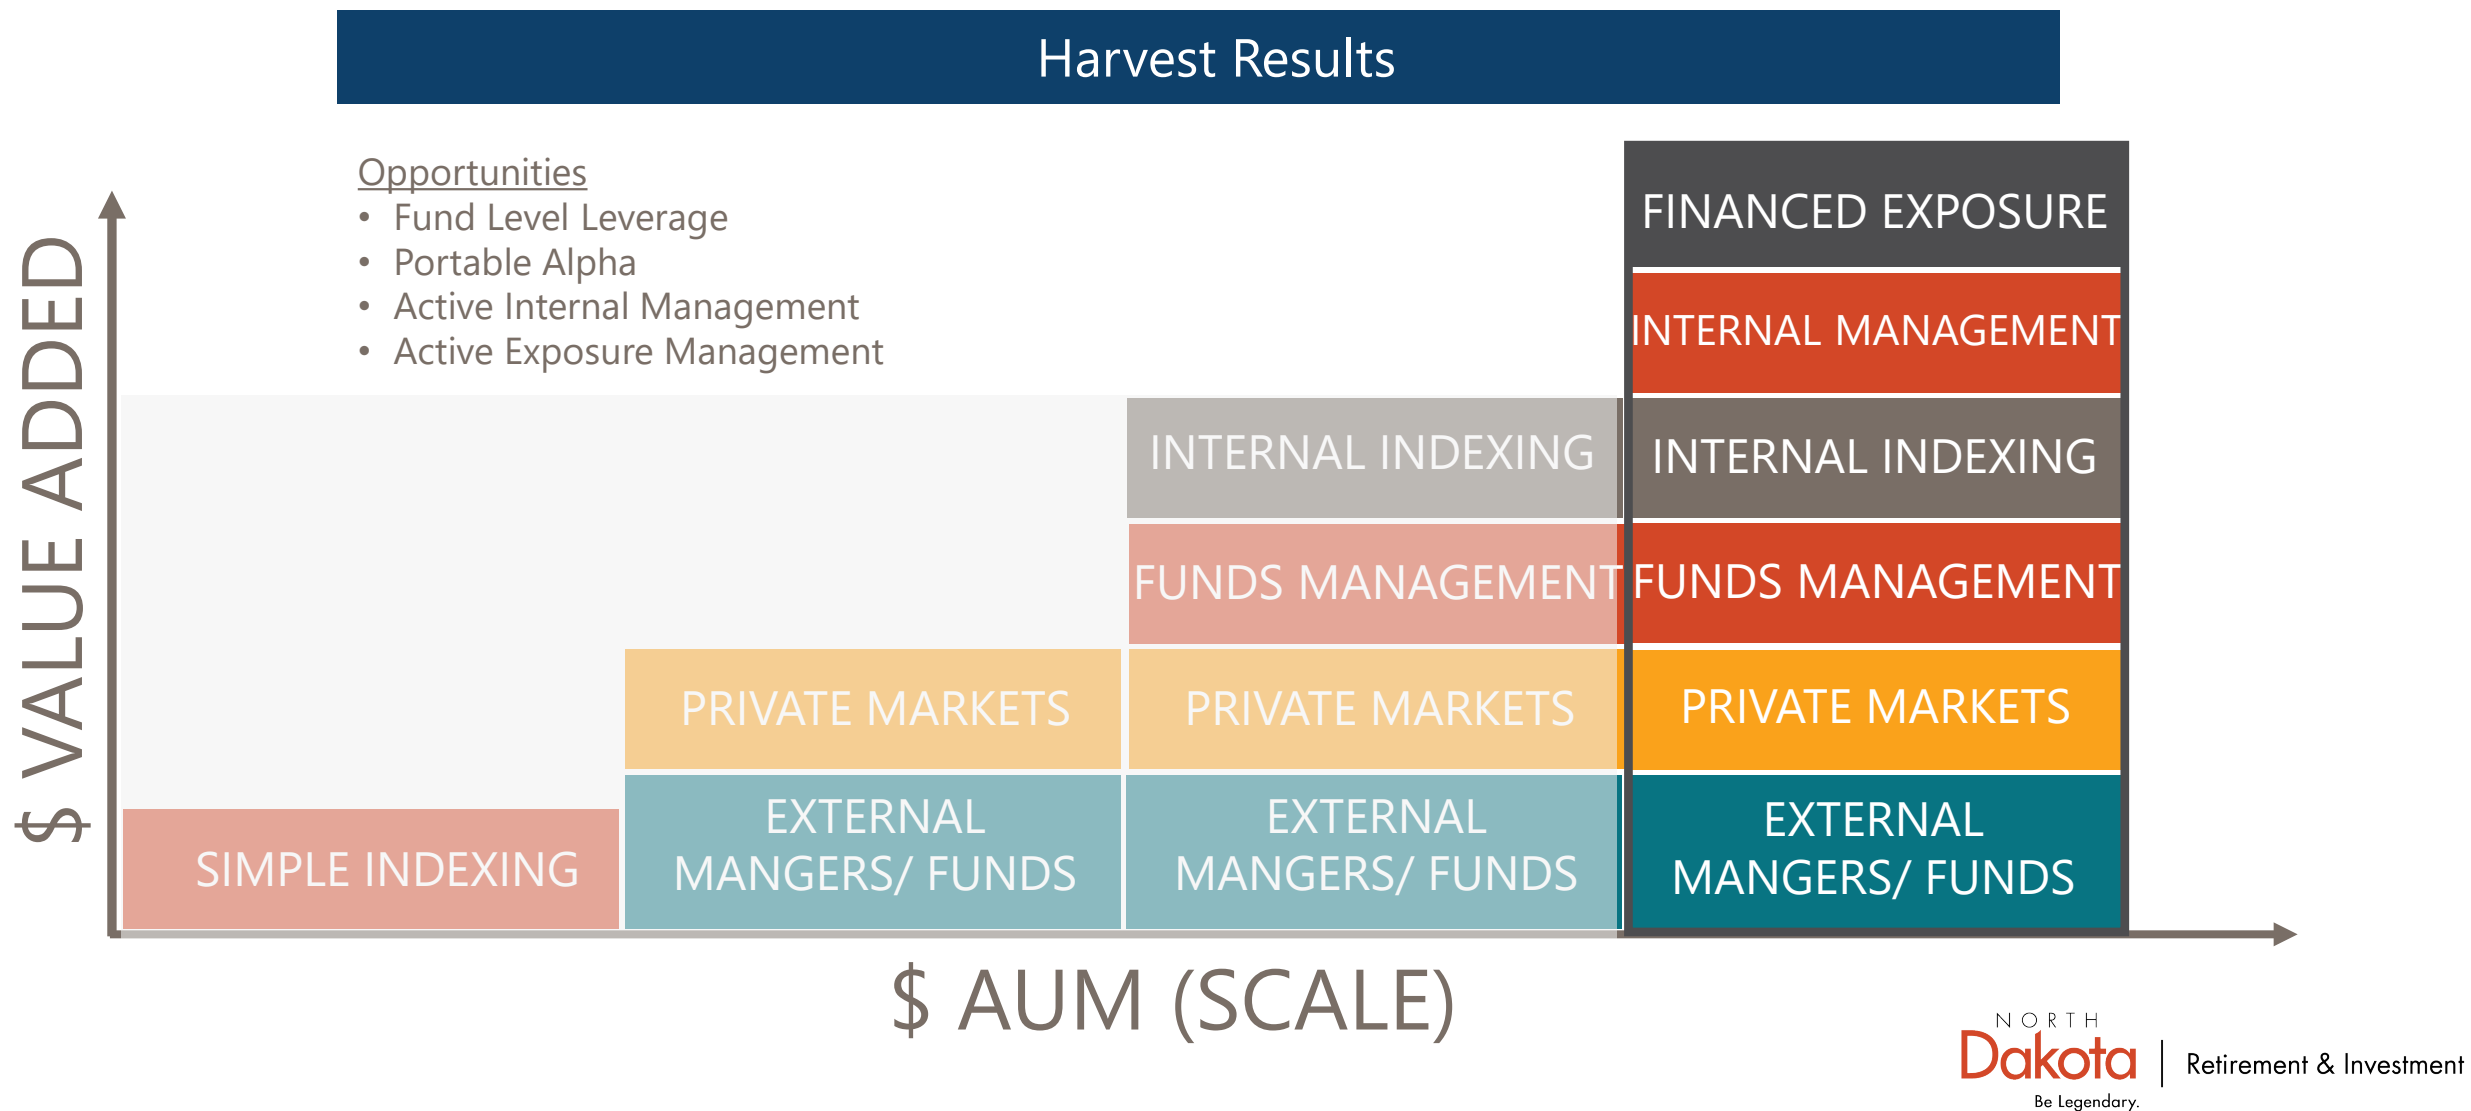 Harvest Results
Opportunities
• Fund Level Leverage
• Portable Alpha
• Active Internal Management
• Active Exposure Management
$ VALUE ADDED
SIMPLE INDEXING
PRIVATE MARKETS
EXTERNAL
MANGERS/ FUNDS
INTERNAL INDEXING
FUNDS MANAGEMENT
PRIVATE MARKETS
EXTERNAL
MANGERS/ FUNDS
FINANCED EXPOSURE
INTERNAL MANAGEMENT
INTERNAL INDEXING
FUNDS MANAGEMENT
PRIVATE MARKETS
EXTERNAL
MANGERS/ FUNDS
$ AUM (SCALE)
NORTH
Dakota
Be Legendary.
Retirement & Investment